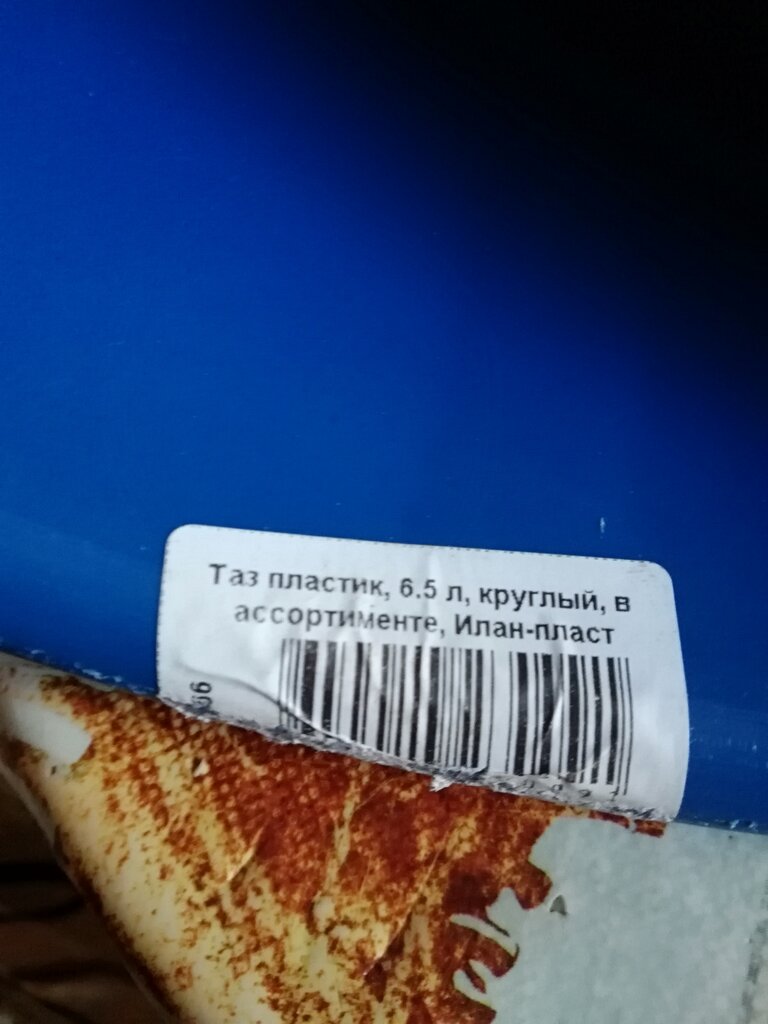 Таз пластик, 6.5 л, круглый, в
ассортименте, Илан-пласт